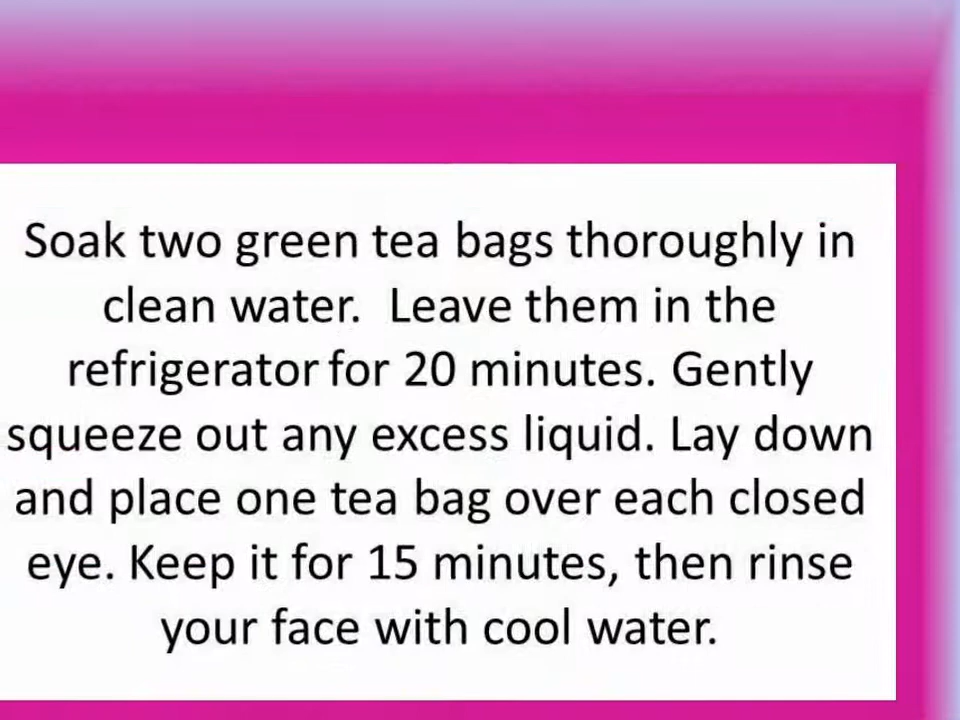 Soak two green tea bags thoroughly in
clean water.  Leave them in the
refrigerator for 20 minutes. Gently
squeeze out any excess liquid. Lay down
and place one tea bag over each closed
eye. Keep it for 15 minutes, then rinse
your face with cool water.